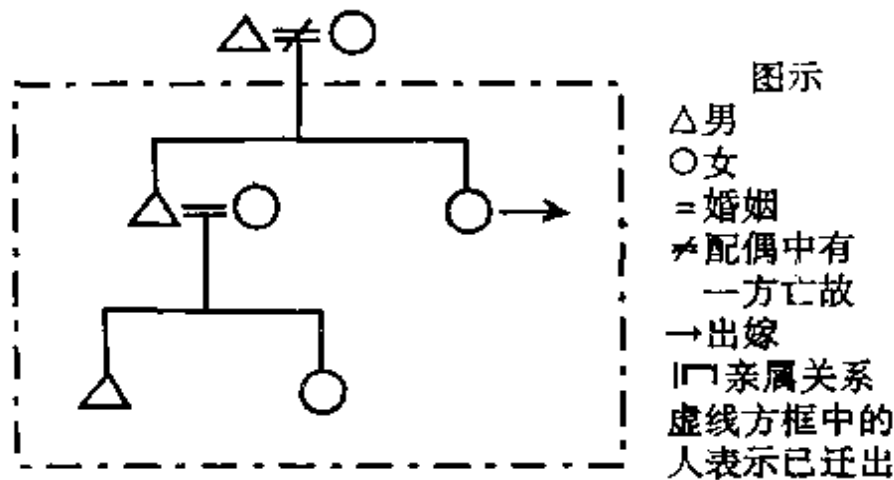 图示
△男
○女
=婚姻
≠配偶中有
一方亡故
→出嫁
亲属关系
虚线方框中的
人表示已迁出